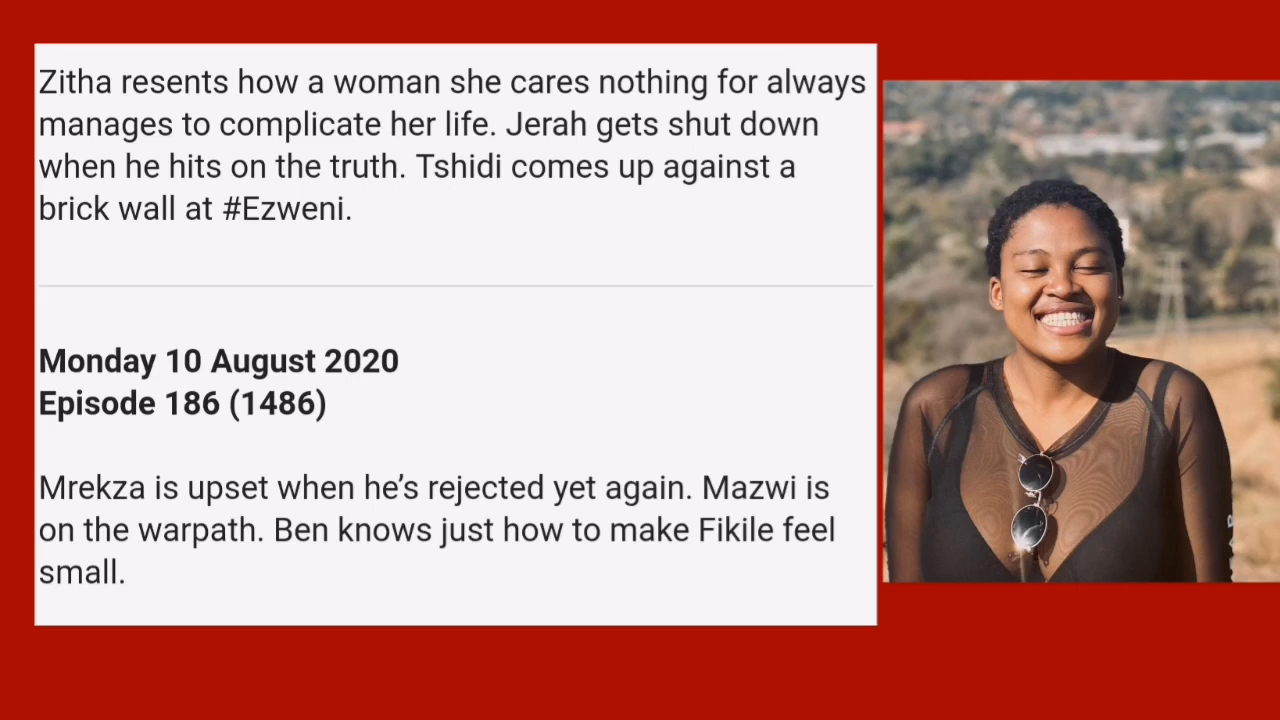 Zitha resents how a woman she cares nothing for always
manages to complicate her life. Jerah gets shut down
when he hits on the truth. Tshidi comes up against a
brick wall at #Ezweni.
Monday 10 August 2020
Episode 186 (1486)
Mrekza is upset when he’s rejected yet again. Mazwi is
on the warpath. Ben knows just how to make Fikile feel
small.